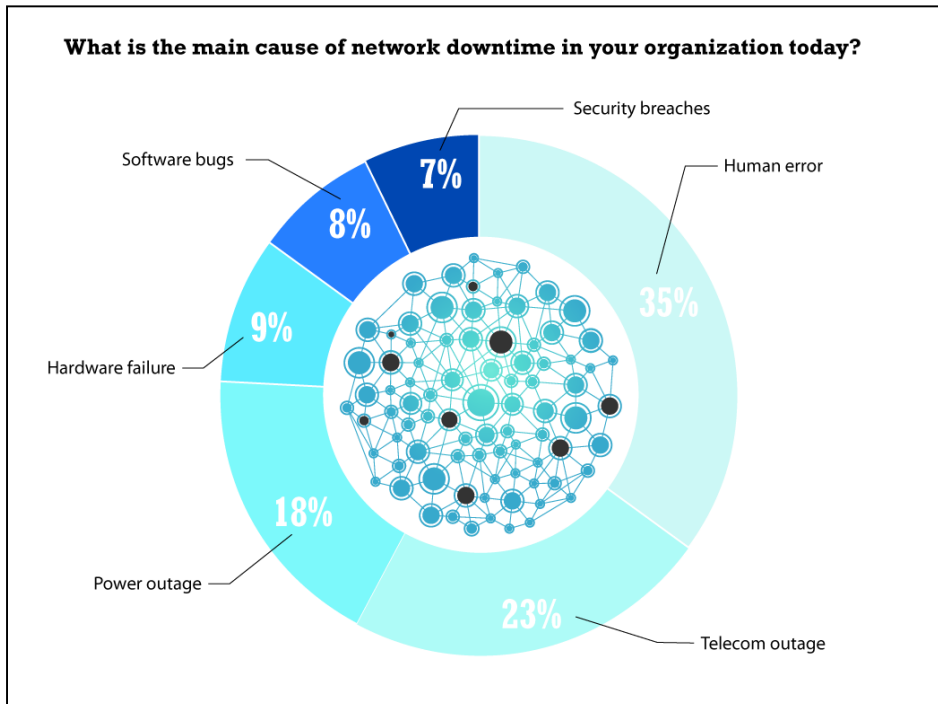 What is the main cause of network downtime in your organization today?
Security breaches
Software bugs
7%
Human error
8%
35%
9%
Hardware failure
18%
Power outage
23%
Telecom outage